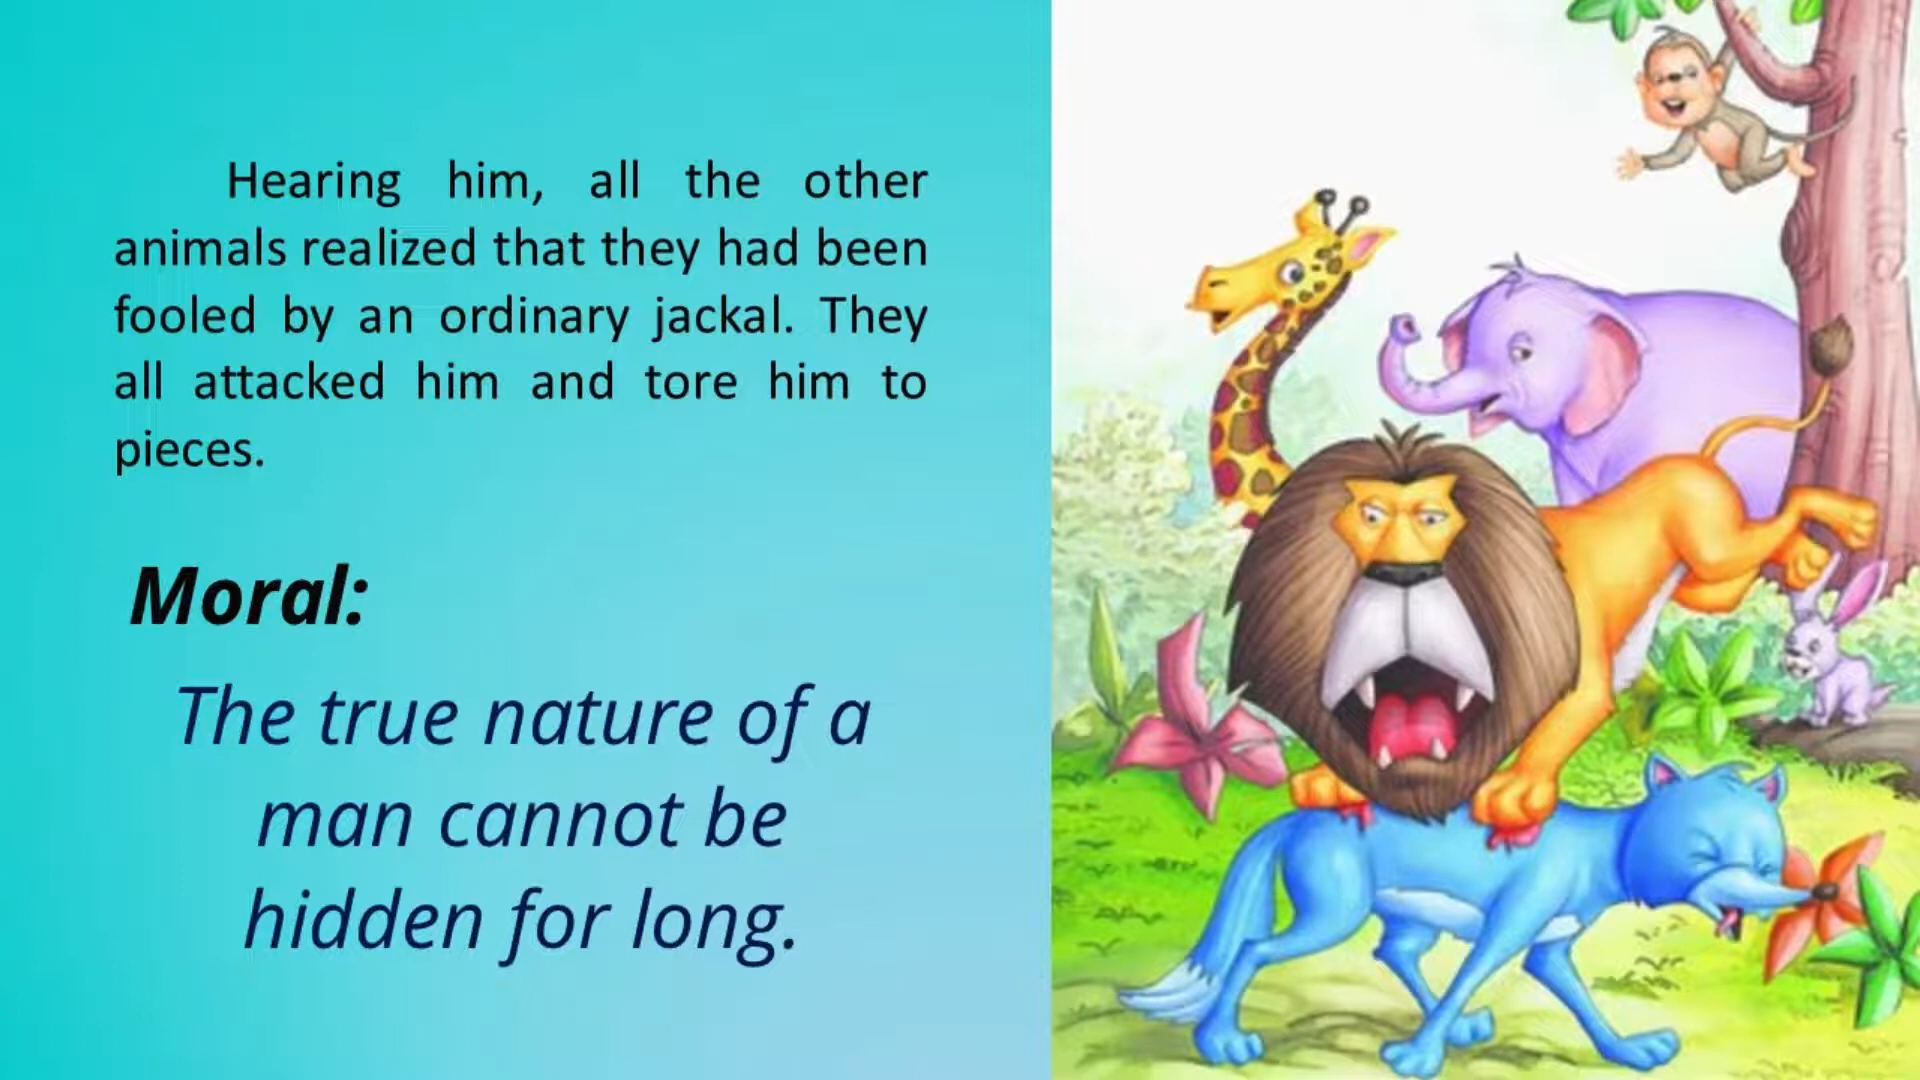 Hearing him, all the other
animals realized that they had been
fooled by an ordinary jackal. They
all attacked him and tore him to
pieces.
Moral:
The true nature of a
man cannot be
hidden for long.